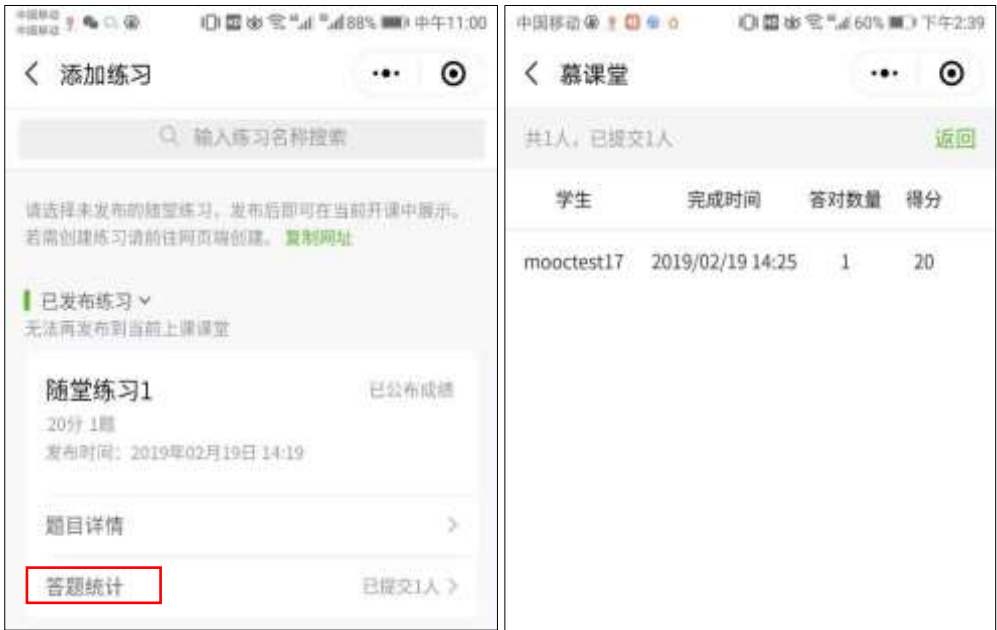 中国移动
中国移动
88% 中午11:00
添加练习
输入练习名称搜索
请选择未发布的随堂练习，发布后即可在当前开课中展示。
若需创建练习请前往网页端创建。 复制网址
已发布练习
无法再发布到当前上课课堂
随堂练习1 已公布成绩
20分 1题
发布时间：2019年02月19日 14:19
题目详情
答题统计 已提交1人
中国移动 60% 下午2:39
慕课堂
共1人，已提交1人 返回
学生 完成时间 答对数量 得分
mooctest17 2019/02/19 14:25 1 20